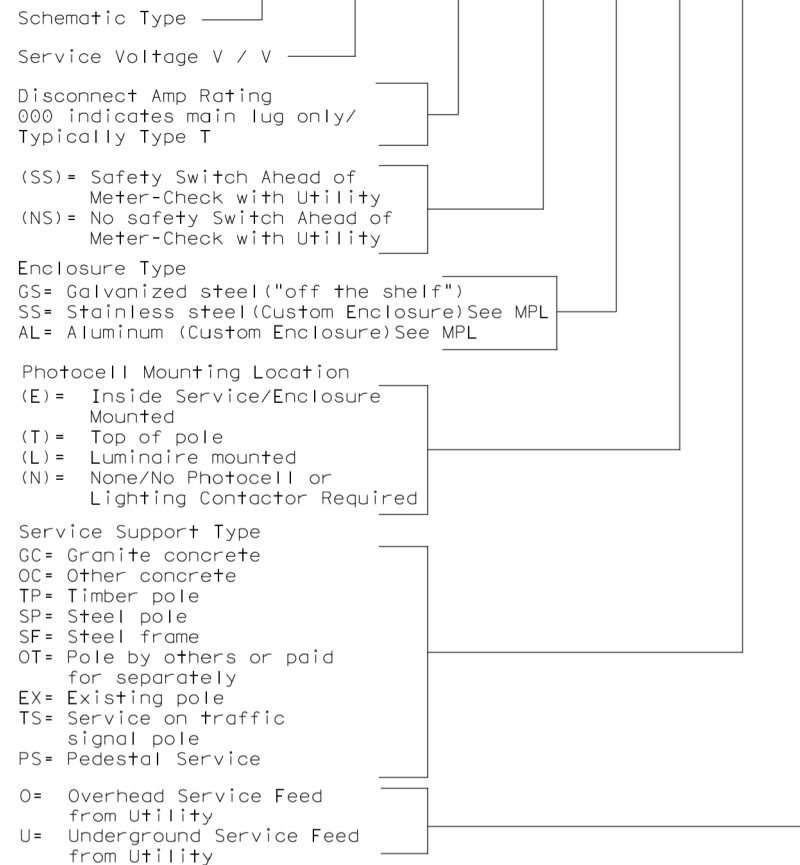 Schematic Type
Service Voltage V / V
Disconnect Amp Rating
000 indicates main lug only/
Typically Type T
(SS)= Safety Switch Ahead of
Meter-Check with Utility
(NS)= No safety Switch Ahead of
Meter-Check with Utility
Enclosure Type
GS= Galvanized steel("off the shelf")
SS= Stainless steel(Custom Enclosure)See MPL
AL= Aluminum (Custom Enclosure)See MPL
Photocell Mounting Location
(E)= Inside Service/Enclosure
Mounted
(T)= Top of pole
(L)= Luminaire mounted
(N)= None/No Photocell or
Lighting Contactor Required
Service Support Type
GC= Granite concrete
OC= Other concrete
TP= Timber pole
SP= Steel pole
SF= Steel frame
OT= Pole by others or paid
for separately
EX= Existing pole
TS= Service on traffic
signal pole
PS= Pedestal Service
O= Overhead Service Feed
from Utility
U= Underground Service Feed
from Utility